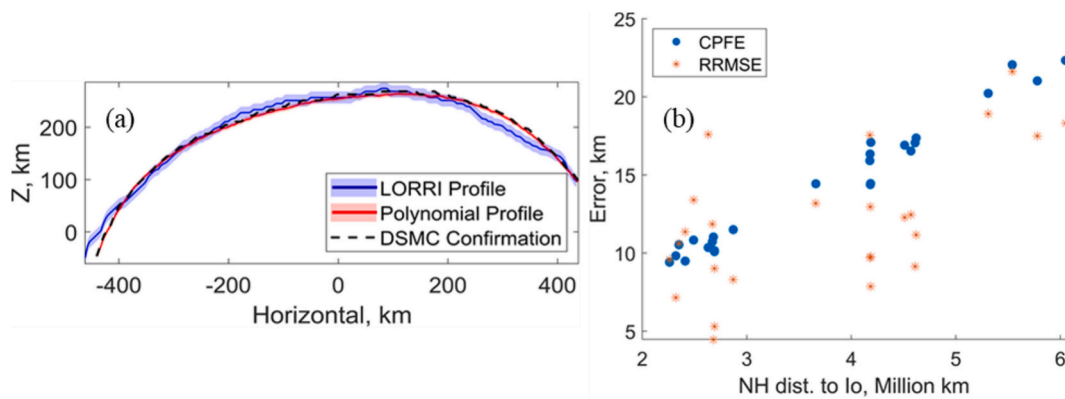 (a)
Z, km
200
100
0
LORRI Profile
Polynomial Profile
DSMC Confirmation
-400 -200 0 200 400
Horizontal, km
(b)
CPFE
RRMSE
Error, km
25
20
15
10
5
2 3 4 5 6
NH dist. to Io, Million km